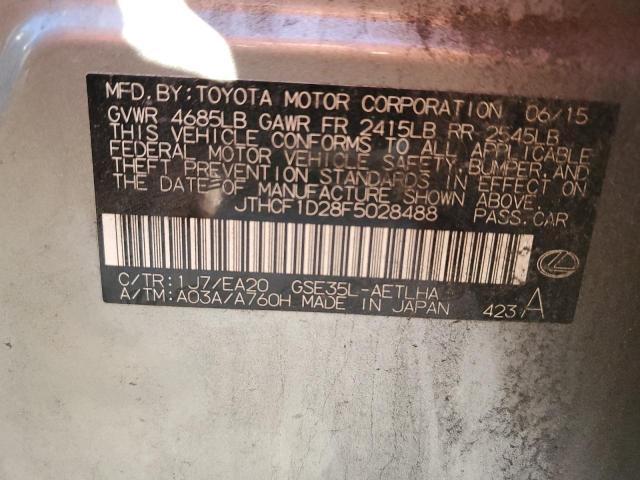 MFD. BY: TOYOTA MOTOR CORPORATION 06/15
GVWR 4685LB GAWR FR 2415LB RR 2545LB
THIS VEHICLE CONFORMS TO ALL APPLICABLE
FEDERAL MOTOR VEHICLE SAFETY, BUMPER, AND
THEFT PREVENTION STANDARDS IN EFFECT ON
THE DATE OF MANUFACTURE SHOWN ABOVE.
JTHCF1D28F5028488 PASS.CAR
C/TR: 1J7/EA20 GSE35L-AETLHA
A/TM: A03A/A760H MADE IN JAPAN 423 A